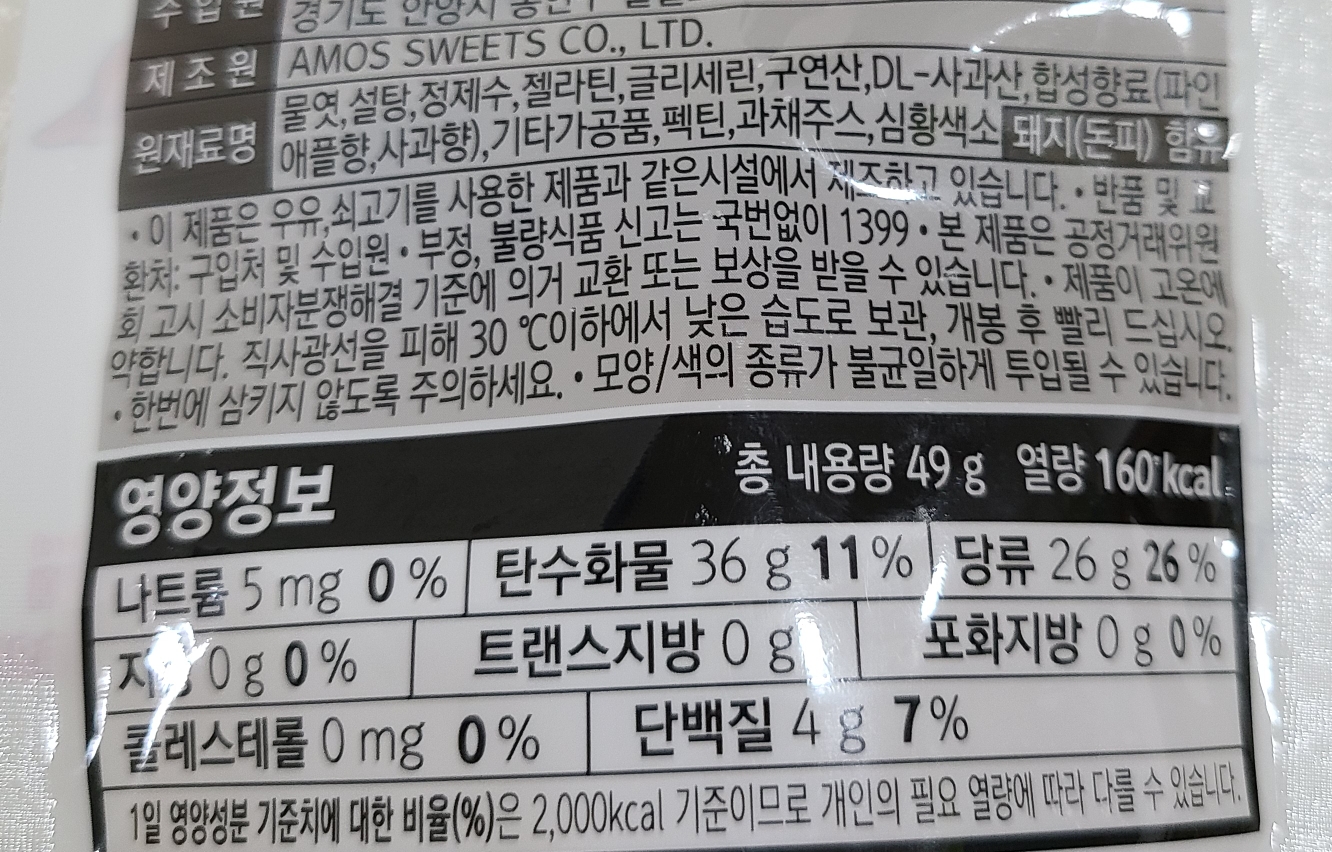 수입원 경기도 안양시 동안구
제조원 AMOS SWEETS CO., LTD.
원재료명 물엿,설탕,정제수,젤라틴,글리세린,구연산,DL-사과산,합성향료(파인
애플향,사과향),기타가공품,펙틴,과채주스,심황색소 돼지(돈피) 함유
• 이 제품은 우유,쇠고기를 사용한 제품과 같은시설에서 제조하고 있습니다. • 반품 및 교
환처: 구입처 및 수입원 • 부정, 불량식품 신고는 국번없이 1399 • 본 제품은 공정거래위원
회 고시 소비자분쟁해결 기준에 의거 교환 또는 보상을 받을 수 있습니다. • 제품이 고온에
약합니다. 직사광선을 피해 30 ℃이하에서 낮은 습도로 보관, 개봉 후 빨리 드십시오.
• 한번에 삼키지 않도록 주의하세요. • 모양/색의 종류가 불균일하게 투입될 수 있습니다.
영양정보 총 내용량 49 g 열량 160 kcal
나트륨 5 mg 0 % 탄수화물 36 g 11 % 당류 26 g 26 %
지방 0 g 0 % 트랜스지방 0 g 포화지방 0 g 0 %
콜레스테롤 0 mg 0 % 단백질 4 g 7 %
1일 영양성분 기준치에 대한 비율(%)은 2,000kcal 기준이므로 개인의 필요 열량에 따라 다를 수 있습니다.